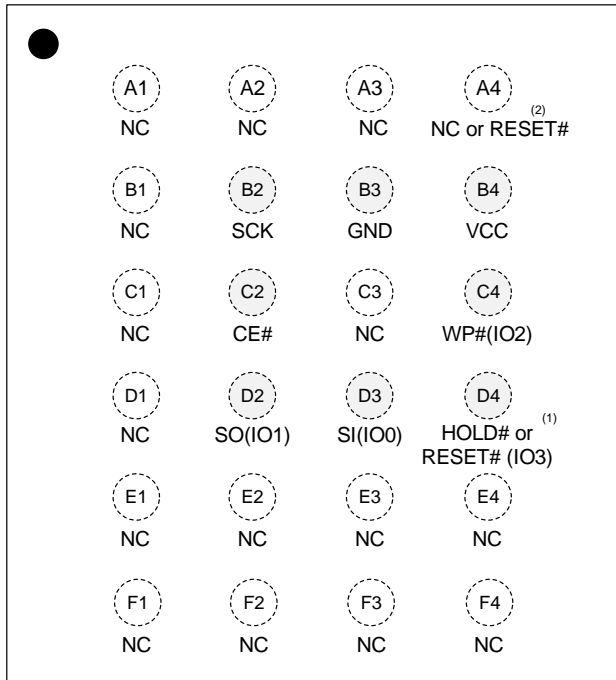 A1 A2 A3 A4
NC NC NC NC or RESET# (2)
B1 B2 B3 B4
NC SCK GND VCC
C1 C2 C3 C4
NC CE# NC WP#(IO2)
D1 D2 D3 D4
NC SO(IO1) SI(IO0) HOLD# or (1)
RESET# (IO3)
E1 E2 E3 E4
NC NC NC NC
F1 F2 F3 F4
NC NC NC NC